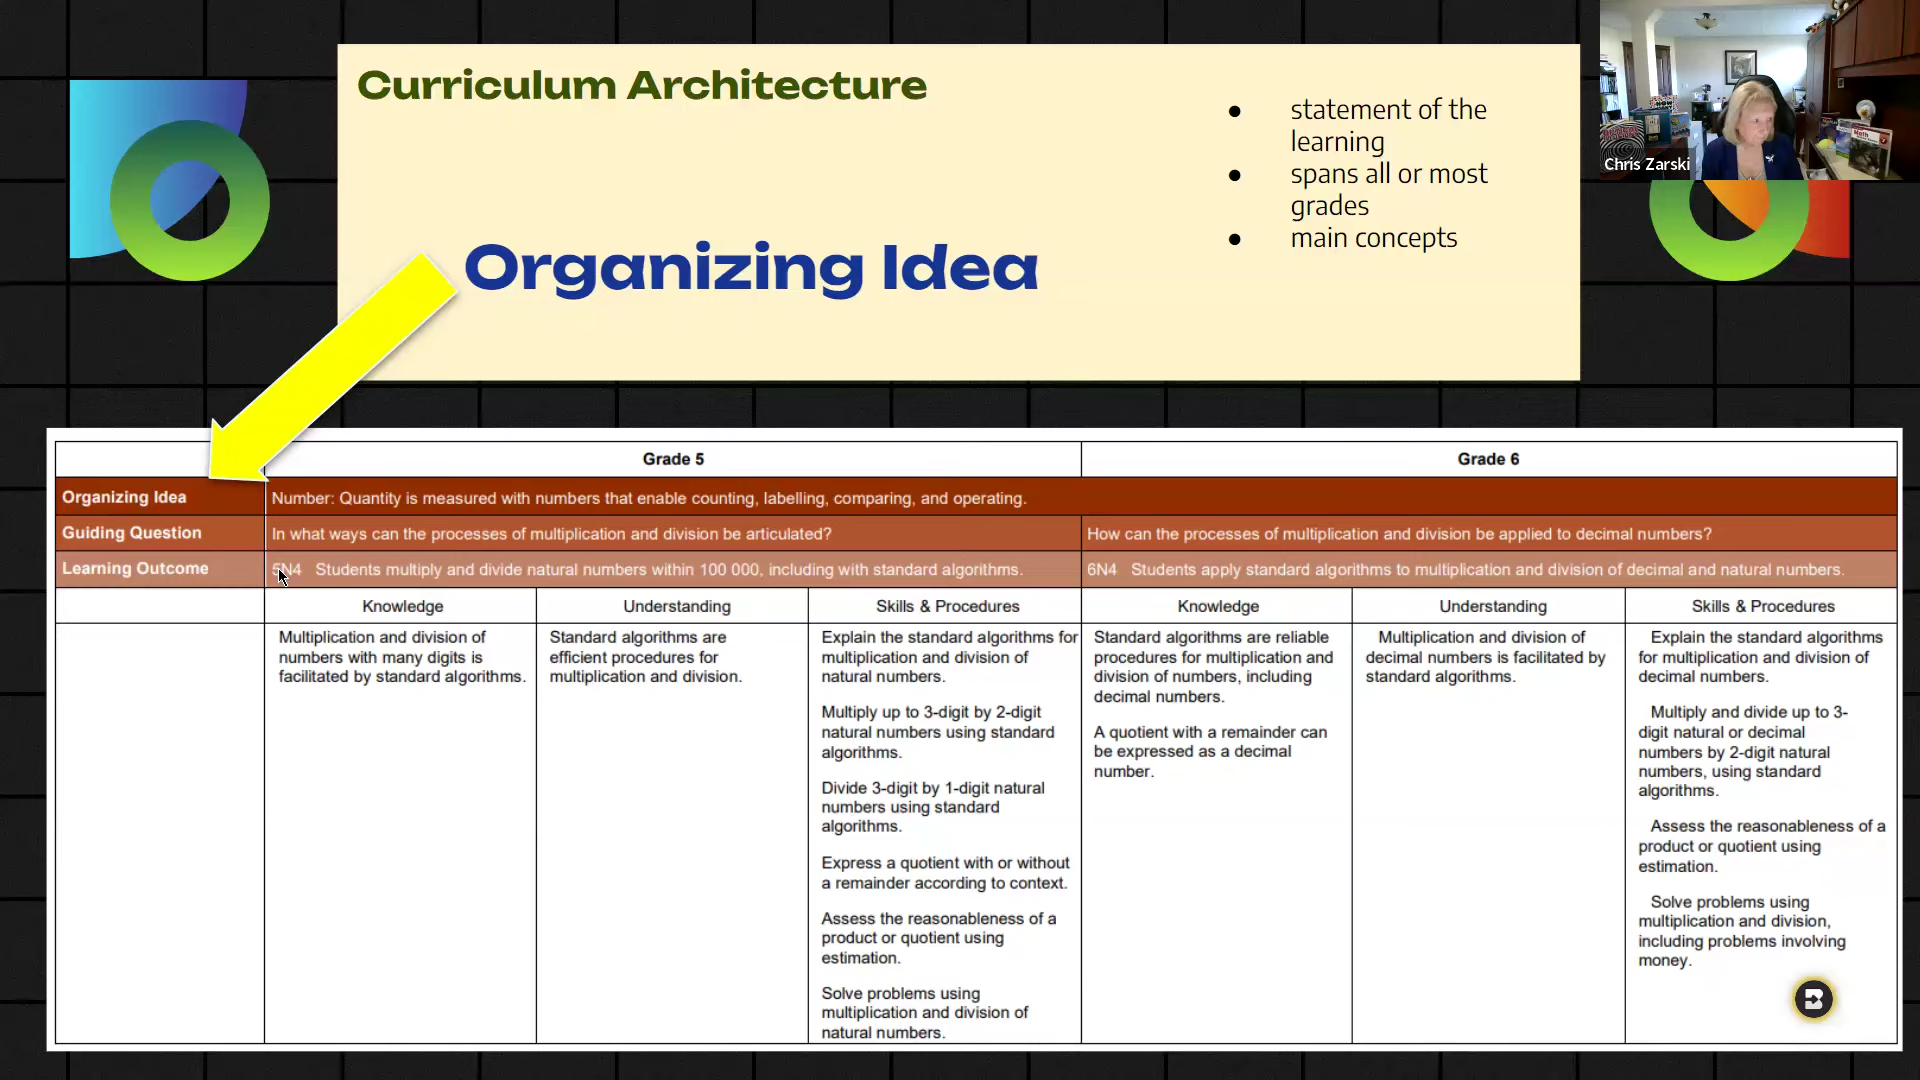 Curriculum Architecture
● statement of the
learning
● spans all or most
grades
● main concepts
Organizing Idea
Chris Zarski
Grade 5
Grade 6
Organizing Idea
Number: Quantity is measured with numbers that enable counting, labelling, comparing, and operating.
Guiding Question
In what ways can the processes of multiplication and division be articulated?
How can the processes of multiplication and division be applied to decimal numbers?
Learning Outcome
5N4 Students multiply and divide natural numbers within 100 000, including with standard algorithms.
6N4 Students apply standard algorithms to multiplication and division of decimal and natural numbers.
Knowledge
Understanding
Skills & Procedures
Knowledge
Understanding
Skills & Procedures
Multiplication and division of
numbers with many digits is
facilitated by standard algorithms.
Standard algorithms are
efficient procedures for
multiplication and division.
Explain the standard algorithms for
multiplication and division of
natural numbers.
Multiply up to 3-digit by 2-digit
natural numbers using standard
algorithms.
Divide 3-digit by 1-digit natural
numbers using standard
algorithms.
Express a quotient with or without
a remainder according to context.
Assess the reasonableness of a
product or quotient using
estimation.
Solve problems using
multiplication and division of
natural numbers.
Standard algorithms are reliable
procedures for multiplication and
division of numbers, including
decimal numbers.
A quotient with a remainder can
be expressed as a decimal
number.
Multiplication and division of
decimal numbers is facilitated by
standard algorithms.
Explain the standard algorithms
for multiplication and division of
decimal numbers.
Multiply and divide up to 3-
digit natural or decimal
numbers by 2-digit natural
numbers, using standard
algorithms.
Assess the reasonableness of a
product or quotient using
estimation.
Solve problems using
multiplication and division,
including problems involving
money.